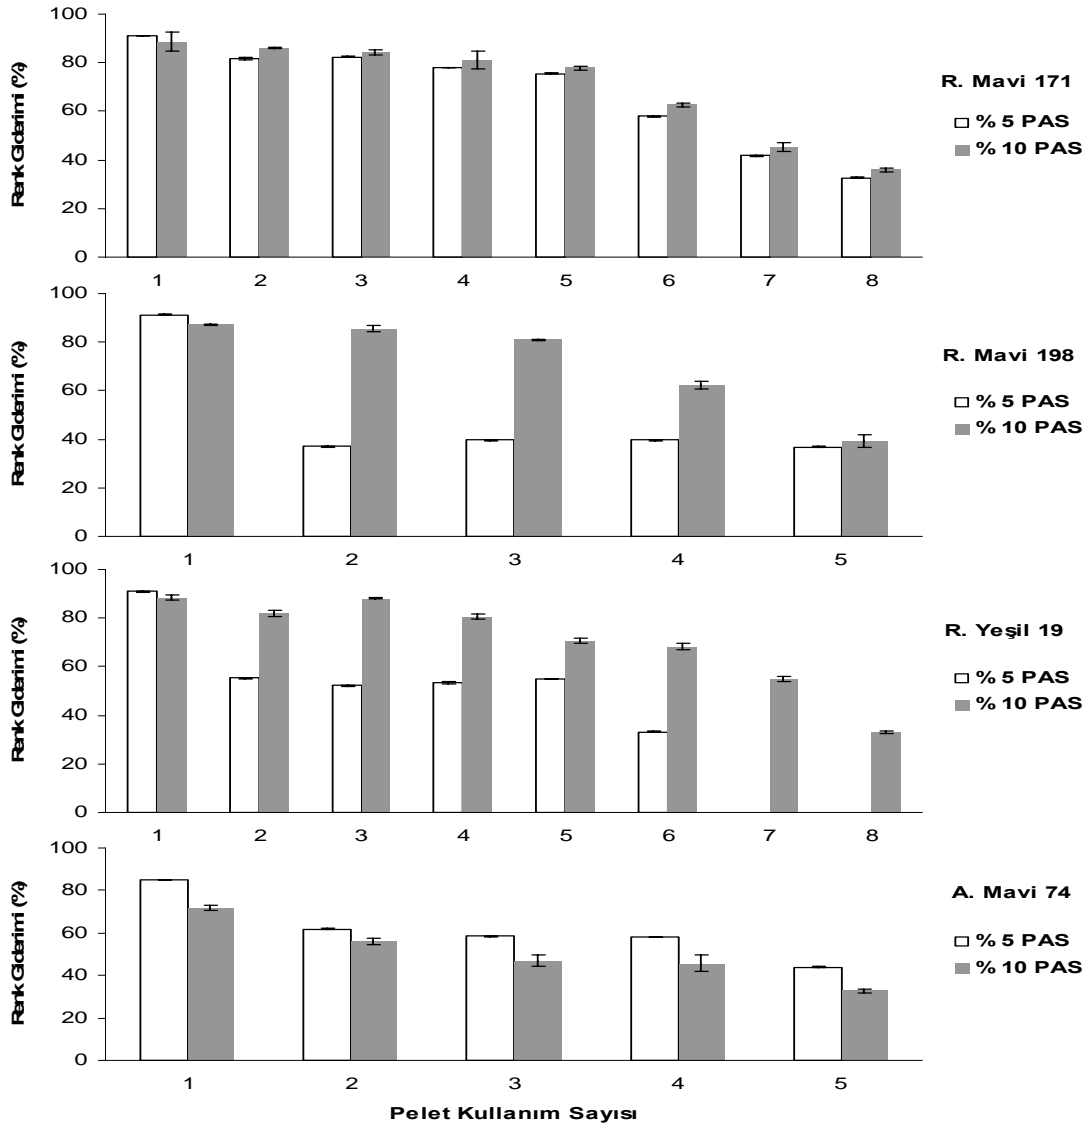 100
80
60
40
20
0
Renk Giderimi (%)
1 2 3 4 5 6 7 8
R. Mavi 171
% 5 PAS
% 10 PAS
100
80
60
40
20
0
Renk Giderimi (%)
1 2 3 4 5
R. Mavi 198
% 5 PAS
% 10 PAS
100
80
60
40
20
0
Renk Giderimi (%)
1 2 3 4 5 6 7 8
R. Yeşil 19
% 5 PAS
% 10 PAS
100
80
60
40
20
0
Renk Giderimi (%)
1 2 3 4 5
A. Mavi 74
% 5 PAS
% 10 PAS
Pelet Kullanım Sayısı